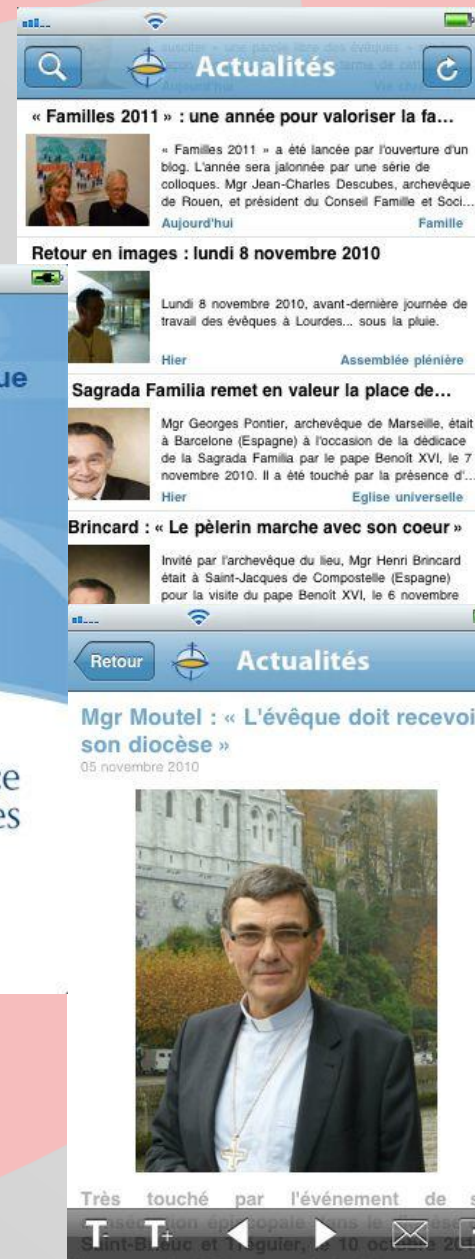 Actualités
« Familles 2011 » : une année pour valoriser la fa...
« Familles 2011 » a été lancée par l'ouverture d'un
blog. L'année sera jalonnée par une série de
colloques. Mgr Jean-Charles Descubes, archevêque
de Rouen, et président du Conseil Famille et Soci...
Aujourd'hui Famille
Retour en images : lundi 8 novembre 2010
Lundi 8 novembre 2010, avant-dernière journée de
travail des évêques à Lourdes... sous la pluie.
Hier Assemblée plénière
Sagrada Familia remet en valeur la place de...
Mgr Georges Pontier, archevêque de Marseille, était
à Barcelone (Espagne) à l'occasion de la dédicace
de la Sagrada Familia par le pape Benoît XVI, le 7
novembre 2010. Il a été touché par la présence d'...
Hier Eglise universelle
Brincard : « Le pèlerin marche avec son coeur »
Invité par l'archevêque du lieu, Mgr Henri Brincard
était à Saint-Jacques de Compostelle (Espagne)
pour la visite du pape Benoît XVI, le 6 novembre
ue
ce
es
Retour Actualités
Mgr Moutel : « L'évêque doit recevoi
son diocèse »
05 novembre 2010
Très touché par l'événement de s
T- T+